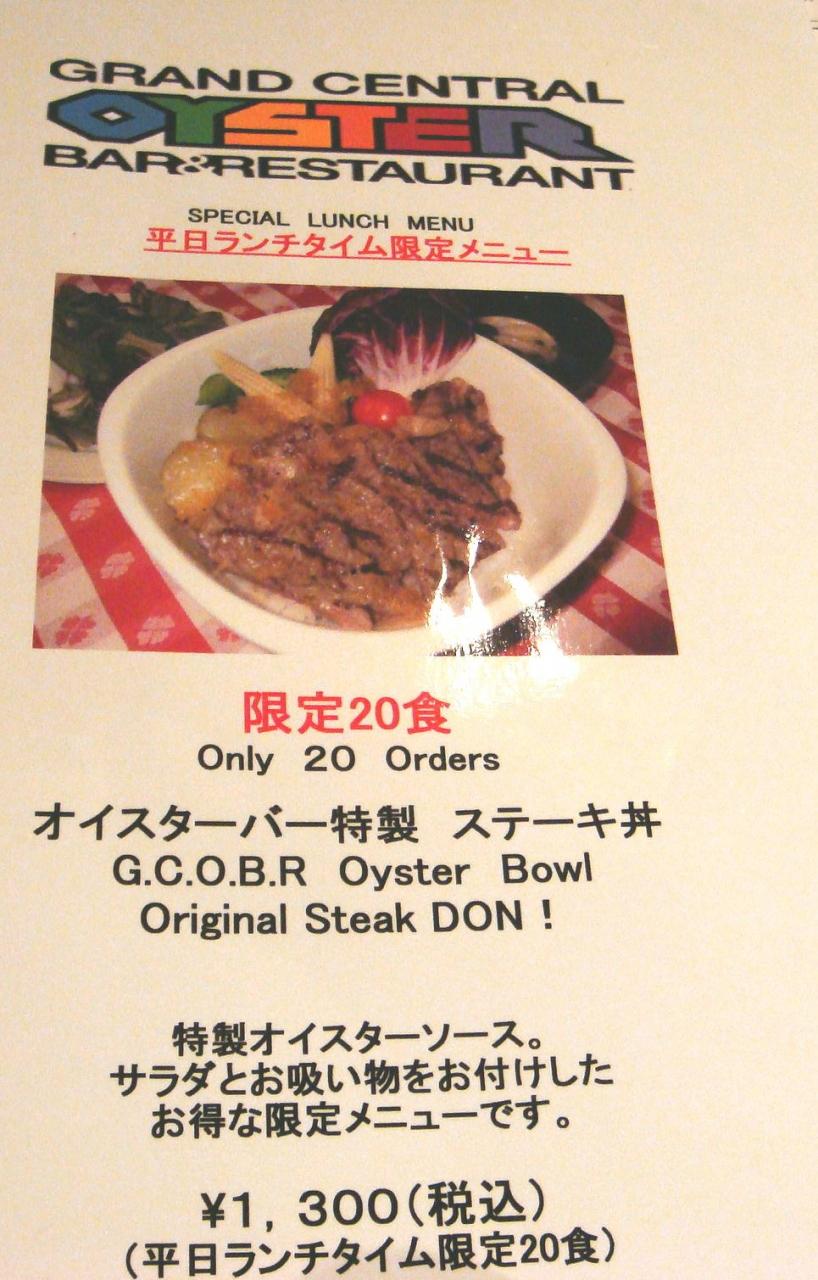 GRAND CENTRAL
OYSTER
BAR & RESTAURANT
SPECIAL LUNCH MENU
平日ランチタイム限定メニュー
限定20食
Only 20 Orders
オイスターバー特製 ステーキ丼
G.C.O.B.R Oyster Bowl
Original Steak DON !
特製オイスターソース。
サラダとお吸い物をお付けした
お得な限定メニューです。
¥1, 300(税込)
(平日ランチタイム限定20食)